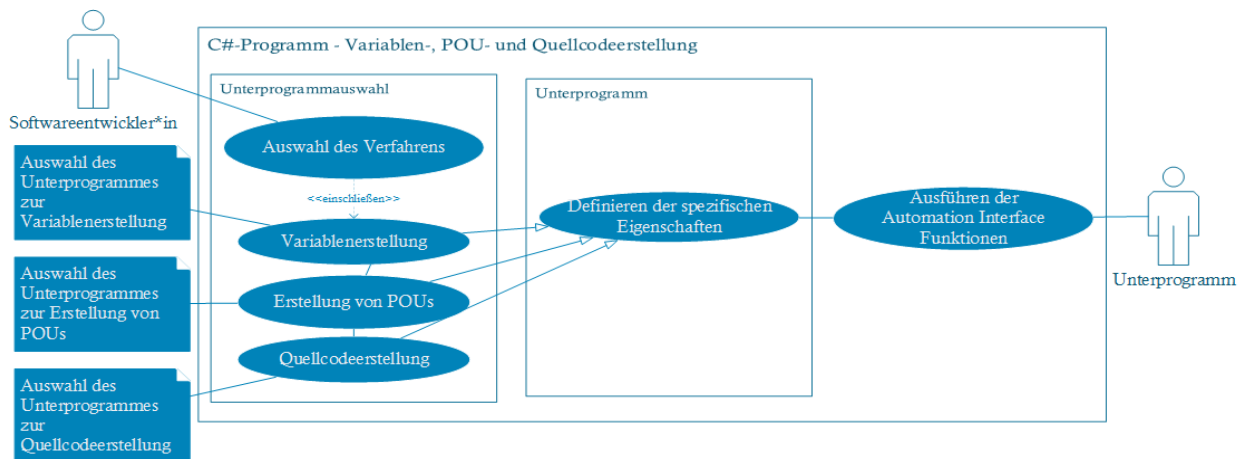 C#-Programm - Variablen-, POU- und Quellcodeerstellung
Softwareentwickler*in
Unterprogrammauswahl
Unterprogramm
Auswahl des Verfahrens
<<einschließen>>
Auswahl des
Unterprogrammes
zur
Variablenerstellung
Variablenerstellung
Definieren der spezifischen
Eigenschaften
Ausführen der
Automation Interface
Funktionen
Unterprogramm
Auswahl des
Unterprogrammes
zur Erstellung von
POUs
Erstellung von POUs
Quellcodeerstellung
Auswahl des
Unterprogrammes
zur
Quellcodeerstellung